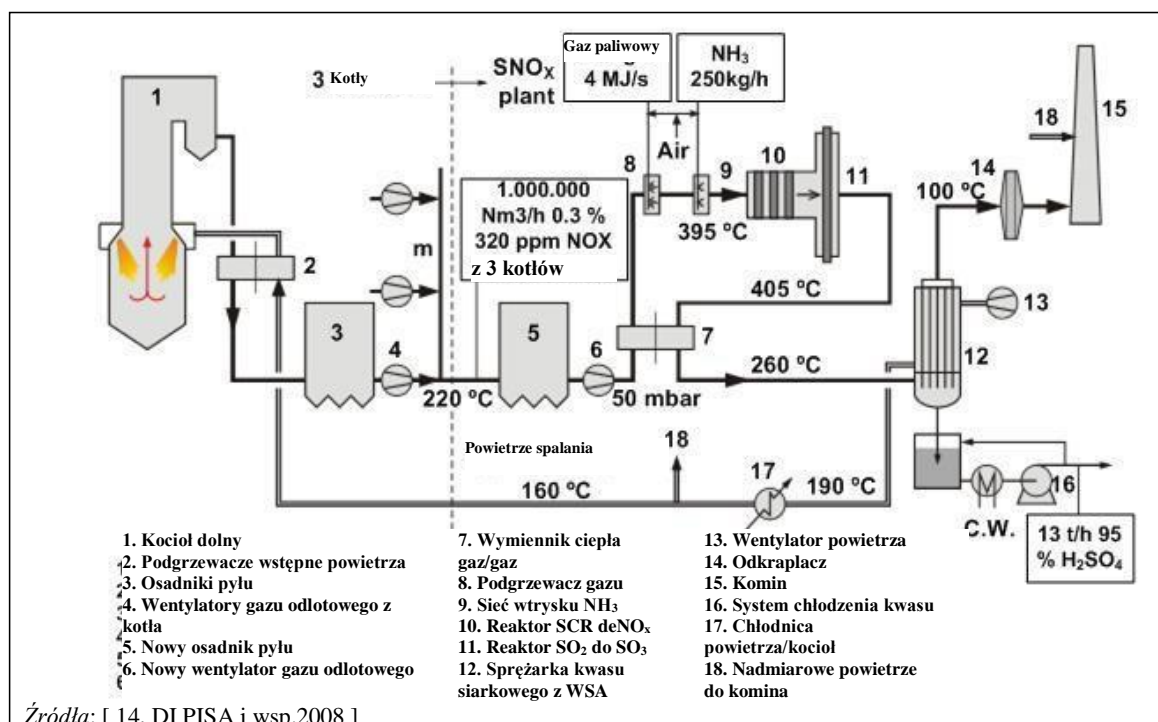 Gaz paliwowy
4 MJ/s
NH₃
250kg/h
3 Kotły
SNOX
plant
Air
1
2
3
4
5
6
7
8
9
10
11
12
13
14
15
16
17
18
18
m
1.000.000
Nm3/h 0.3 %
320 ppm NOX
z 3 kotłów
395 ºC
405 ºC
100 ºC
260 ºC
220 ºC
50 mbar
Powietrze spalania
160 ºC
190 ºC
C.W.
13 t/h 95
% H₂SO₄
1. Kocioł dolny
2. Podgrzewacze wstępne powietrza
3. Osadniki pyłu
4. Wentylatory gazu odlotowego z
kotła
5. Nowy osadnik pyłu
6. Nowy wentylator gazu odlotowego
7. Wymiennik ciepła
gaz/gaz
8. Podgrzewacz gazu
9. Sieć wtrysku NH₃
10. Reaktor SCR deNOₓ
11. Reaktor SO₂ do SO₃
12. Sprężarka kwasu
siarkowego z WSA
13. Wentylator powietrza
14. Odkraplacz
15. Komin
16. System chłodzenia kwasu
17. Chłodnica
powietrza/kocioł
18. Nadmiarowe powietrze
do komina
Źródła: [ 14, DI PISA i wsp.2008 ]